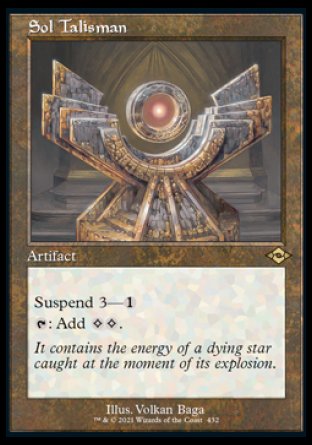 Sol Talisman
Artifact
Suspend 3—1
: Add ◇◇.
It contains the energy of a dying star
caught at the moment of its explosion.
Illus. Volkan Baga
™ & © 2021 Wizards of the Coast 432